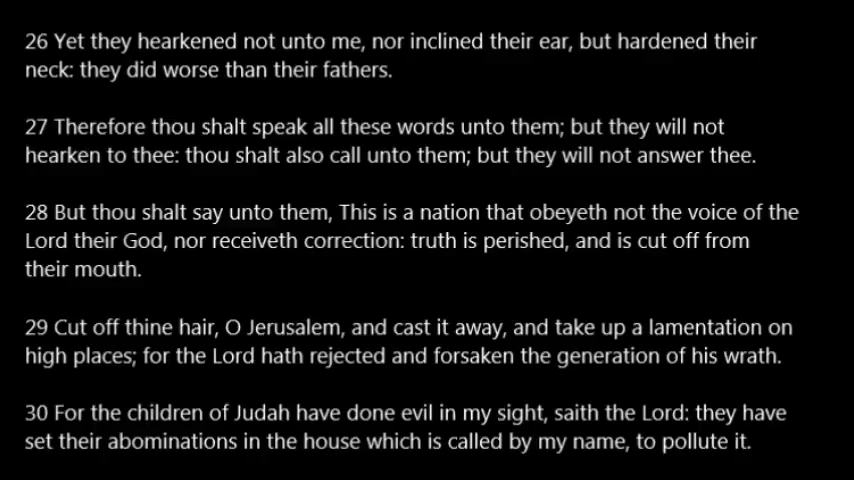 26 Yet they hearkened not unto me, nor inclined their ear, but hardened their
neck: they did worse than their fathers.
27 Therefore thou shalt speak all these words unto them; but they will not
hearken to thee: thou shalt also call unto them; but they will not answer thee.
28 But thou shalt say unto them, This is a nation that obeyeth not the voice of the
Lord their God, nor receiveth correction: truth is perished, and is cut off from
their mouth.
29 Cut off thine hair, O Jerusalem, and cast it away, and take up a lamentation on
high places; for the Lord hath rejected and forsaken the generation of his wrath.
30 For the children of Judah have done evil in my sight, saith the Lord: they have
set their abominations in the house which is called by my name, to pollute it.